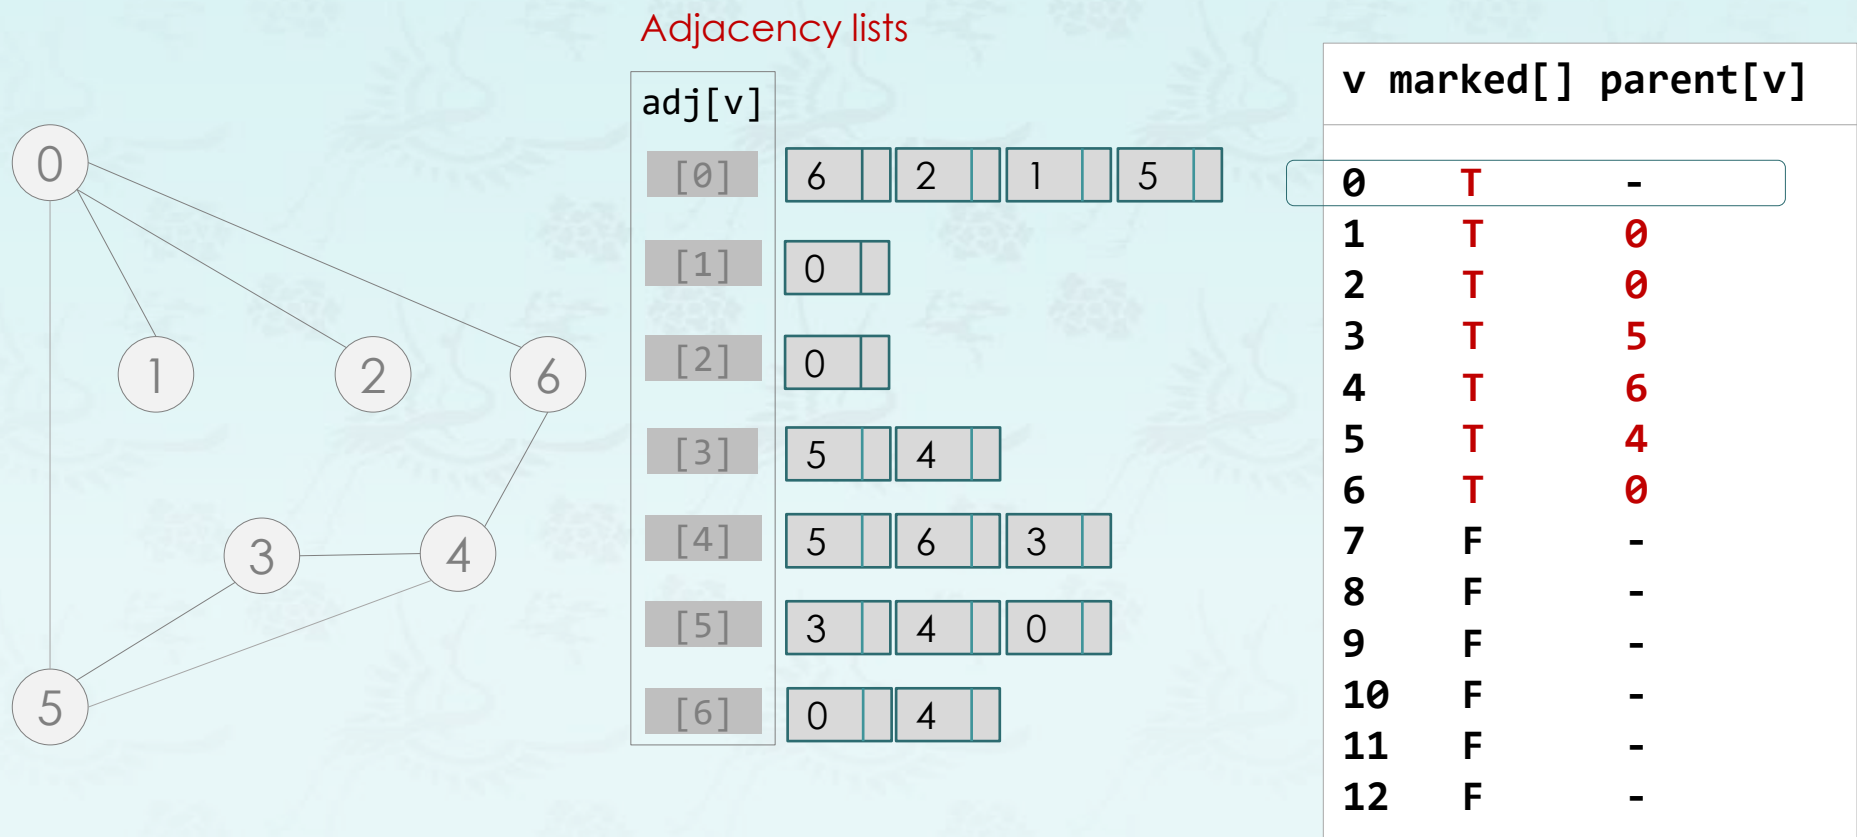 Adjacency lists
adj[v]
[0] 6 2 1 5
[1] 0
[2] 0
[3] 5 4
[4] 5 6 3
[5] 3 4 0
[6] 0 4
0
1 2 6
3 4
5
v marked[] parent[v]
0 T -
1 T 0
2 T 0
3 T 5
4 T 6
5 T 4
6 T 0
7 F -
8 F -
9 F -
10 F -
11 F -
12 F -